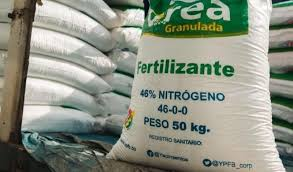 urea
Granulada
Fertilizante
46% NITRÓGENO
46-0-0
PESO 50 kg.
REGISTRO SANITARIO:
@YPFB_corp